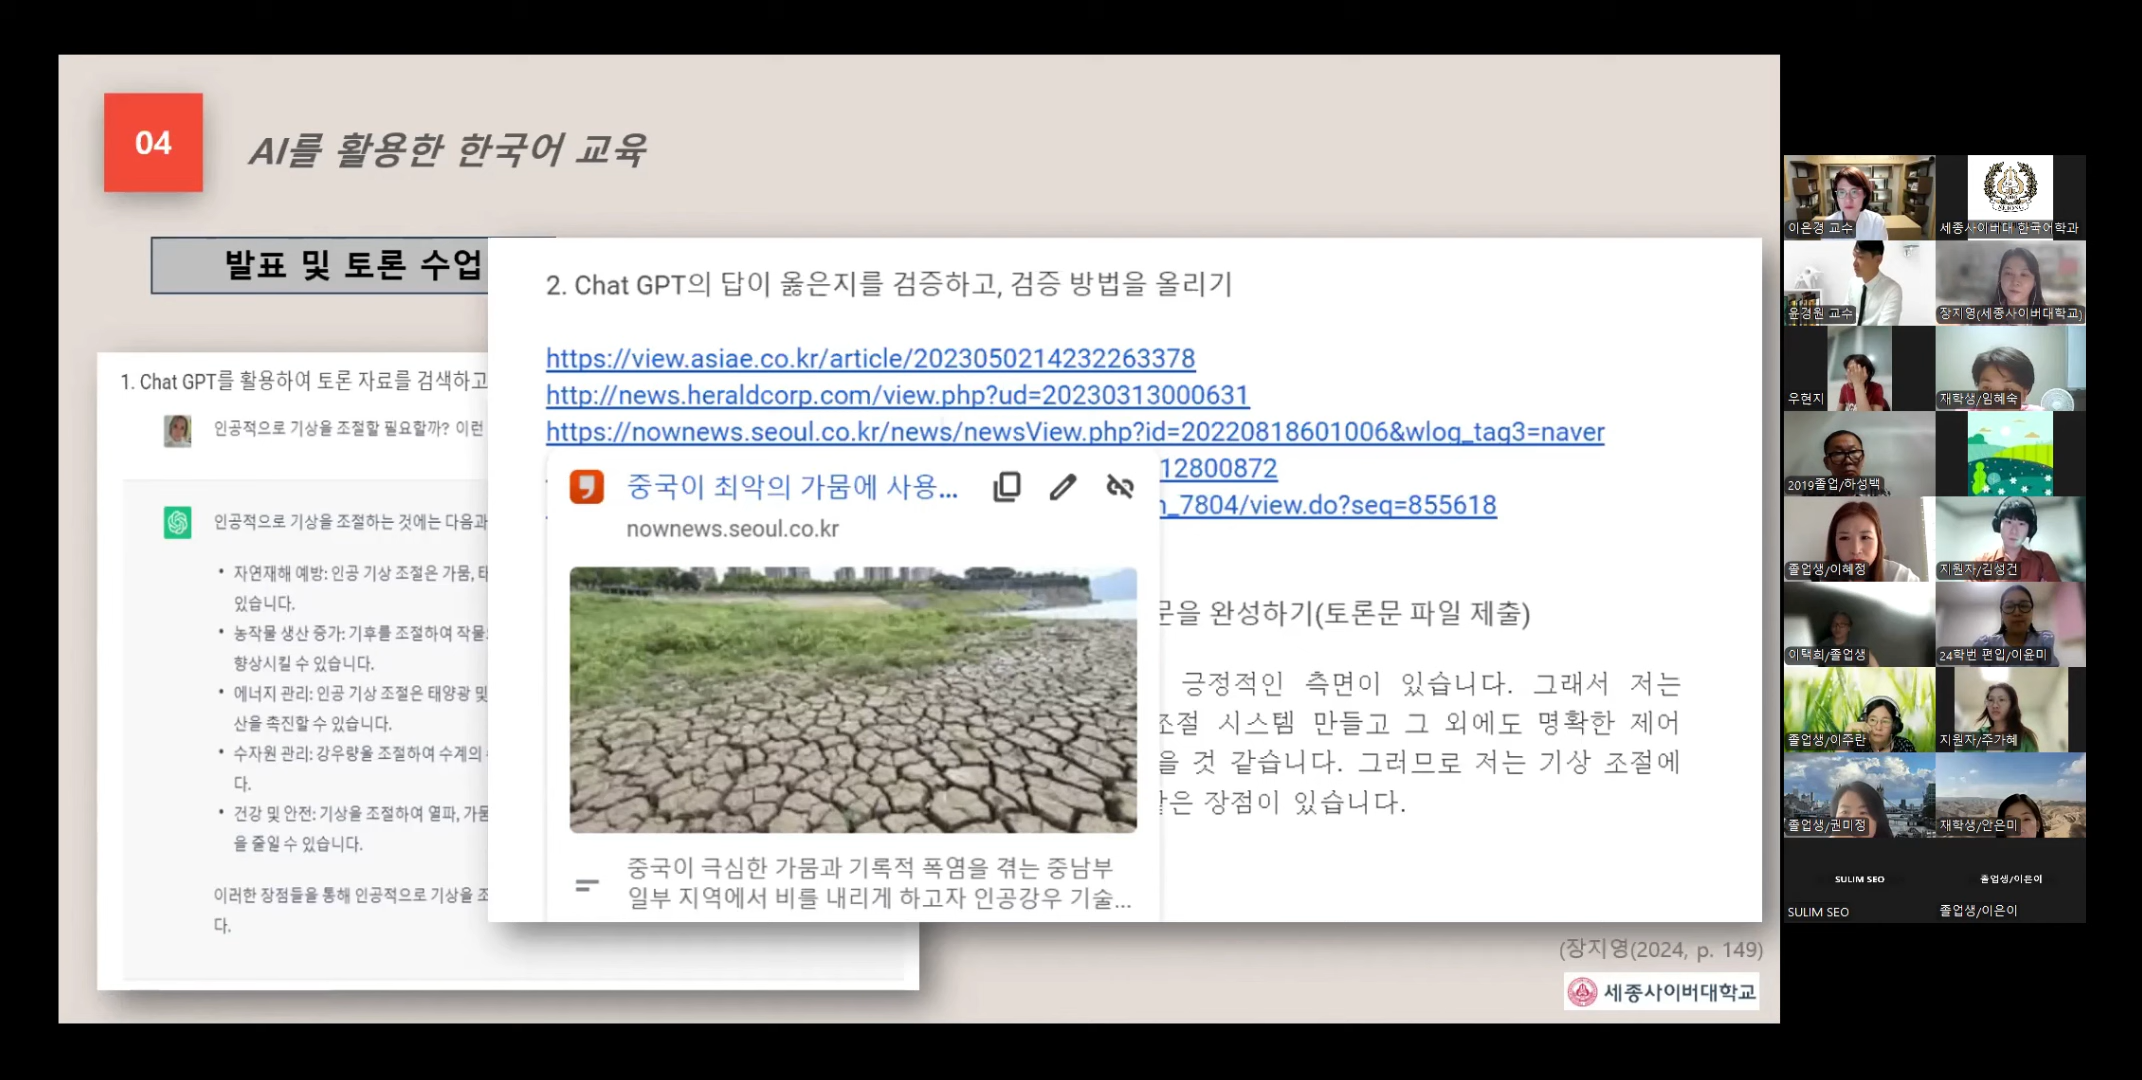 04
AI를 활용한 한국어 교육
발표 및 토론 수업
1. Chat GPT를 활용하여 토론 자료를 검색하고
인공적으로 기상을 조절할 필요할까? 이런
인공적으로 기상을 조절하는 것에는 다음과
• 자연재해 예방: 인공 기상 조절은 가뭄, 태
있습니다.
• 농작물 생산 증가: 기후를 조절하여 작물
향상시킬 수 있습니다.
• 에너지 관리: 인공 기상 조절은 태양광 및
산을 촉진할 수 있습니다.
• 수자원 관리: 강우량을 조절하여 수계의
다.
• 건강 및 안전: 기상을 조절하여 열파, 가뭄
을 줄일 수 있습니다.
이러한 장점들을 통해 인공적으로 기상을 조
다.
2. Chat GPT의 답이 옳은지를 검증하고, 검증 방법을 올리기
https://view.asiae.co.kr/article/2023050214232263378
http://news.heraldcorp.com/view.php?ud=20230313000631
https://nownews.seoul.co.kr/news/newsView.php?id=20220818601006&wlog_tag3=naver
12800872
_7804/view.do?seq=855618
중국이 최악의 가뭄에 사용...
nownews.seoul.co.kr
중국이 극심한 가뭄과 기록적 폭염을 겪는 중남부
일부 지역에서 비를 내리게 하고자 인공강우 기술...
문을 완성하기(토론문 파일 제출)
긍정적인 측면이 있습니다. 그래서 저는
조절 시스템 만들고 그 외에도 명확한 제어
을 것 같습니다. 그러므로 저는 기상 조절에
같은 장점이 있습니다.
(장지영(2024, p. 149)
세종사이버대학교
이은경 교수
세종사이버대 한국어학과
윤경원 교수
장지영(세종사이버대학교)
우현지
재학생/임혜숙
2019졸업/하성백
졸업생/이혜정
지원자/김성건
이택희/졸업생
24학번 편입/이윤미
졸업생/이주란
지원자/주가혜
졸업생/권미정
재학생/안은미
SULIM SEO
졸업생/이은이
SULIM SEO
졸업생/이은이